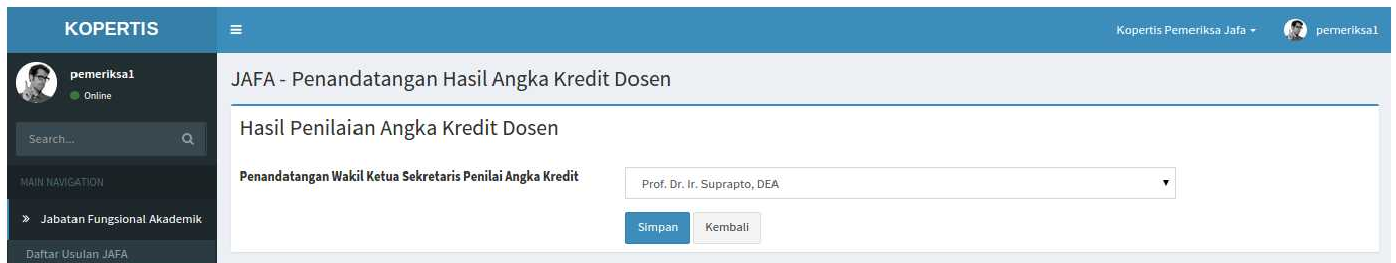 KOPERTIS
Kopertis Pemeriksa Jafa
pemeriksa1
pemeriksa1
Online
Search...
MAIN NAVIGATION
» Jabatan Fungsional Akademik
Daftar Usulan JAFA
JAFA - Penandatangan Hasil Angka Kredit Dosen
Hasil Penilaian Angka Kredit Dosen
Penandatangan Wakil Ketua Sekretaris Penilai Angka Kredit
Prof. Dr. Ir. Suprapto, DEA
Simpan Kembali